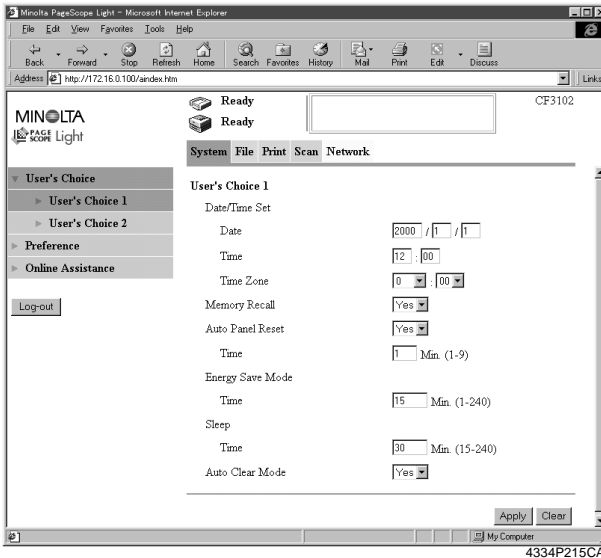 Minolta PageScope Light - Microsoft Internet Explorer
File Edit View Favorites Tools Help
Back Forward Stop Refresh Home Search Favorites History Mail Print Edit Discuss
Address http://172.16.0.100/aindex.htm Links
MINOLTA
PAGE SCOPE Light
Ready
Ready
CF3102
System File Print Scan Network
User's Choice
User's Choice 1
User's Choice 2
Preference
Online Assistance
Log-out
User's Choice 1
Date/Time Set
Date 2000 / 1 / 1
Time 12 : 00
Time Zone 0 : 00
Memory Recall Yes
Auto Panel Reset Yes
Time 1 Min. (1-9)
Energy Save Mode
Time 15 Min. (1-240)
Sleep
Time 30 Min. (15-240)
Auto Clear Mode Yes
Apply Clear
My Computer
4334P215CA